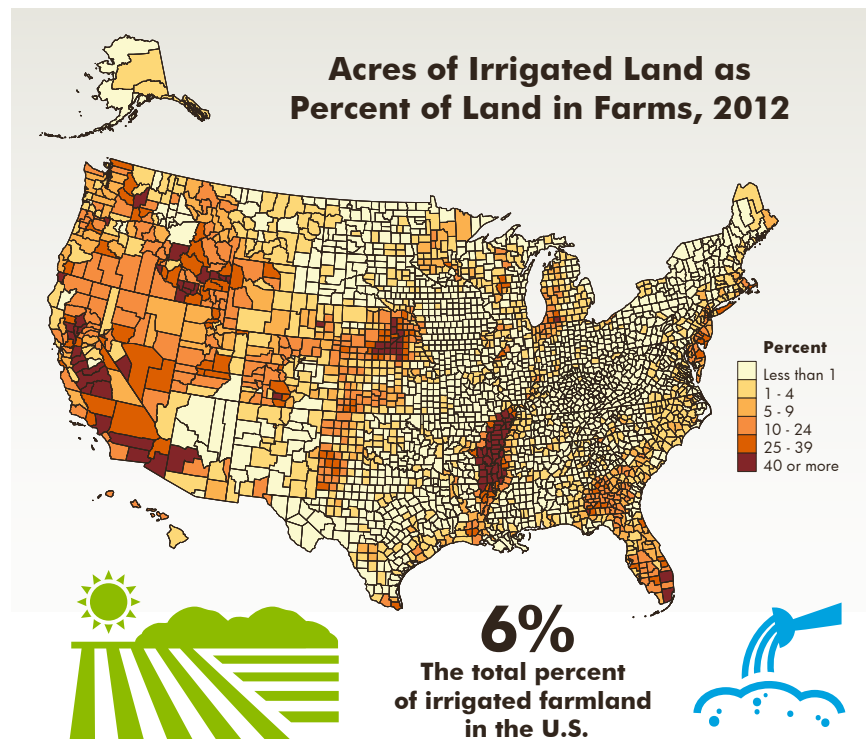 Acres of Irrigated Land as
Percent of Land in Farms, 2012
Percent
Less than 1
1 - 4
5 - 9
10 - 24
25 - 39
40 or more
6%
The total percent
of irrigated farmland
in the U.S.